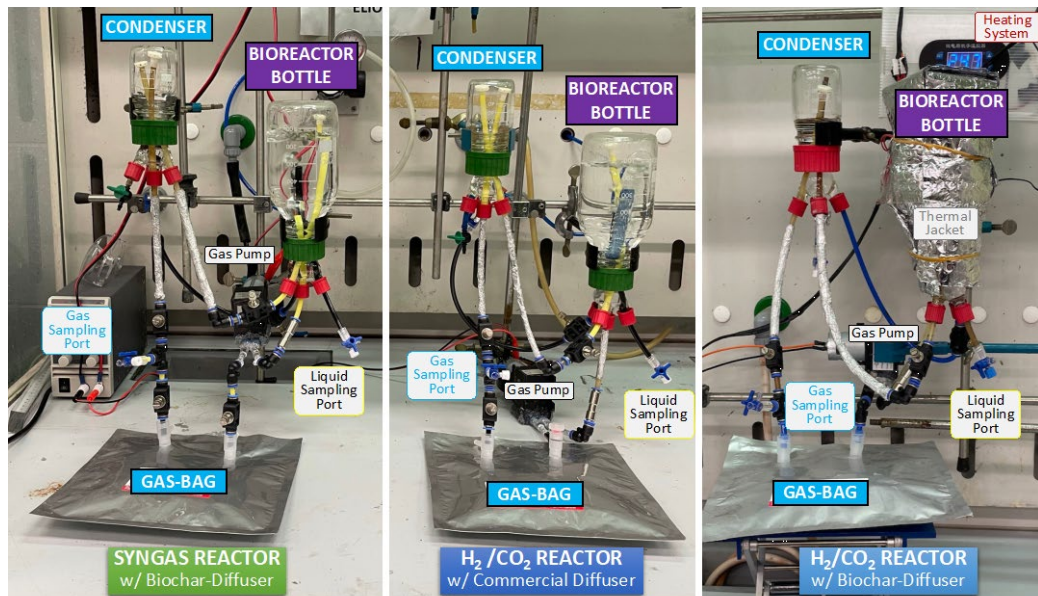 ELIO
CONDENSER
BIOREACTOR
BOTTLE
Gas Pump
Gas
Sampling
Port
Liquid
Sampling
Port
GAS-BAG
SYNGAS REACTOR
w/ Biochar-Diffuser
CONDENSER
BIOREACTOR
BOTTLE
Gas
Sampling
Port
Gas Pump
Liquid
Sampling
Port
GAS-BAG
H₂/CO₂ REACTOR
w/ Commercial Diffuser
Heating
System
CONDENSER
BIOREACTOR
BOTTLE
Thermal
Jacket
Gas Pump
Gas
Sampling
Port
Liquid
Sampling
Port
GAS-BAG
H₂/CO₂ REACTOR
w/ Biochar-Diffuser